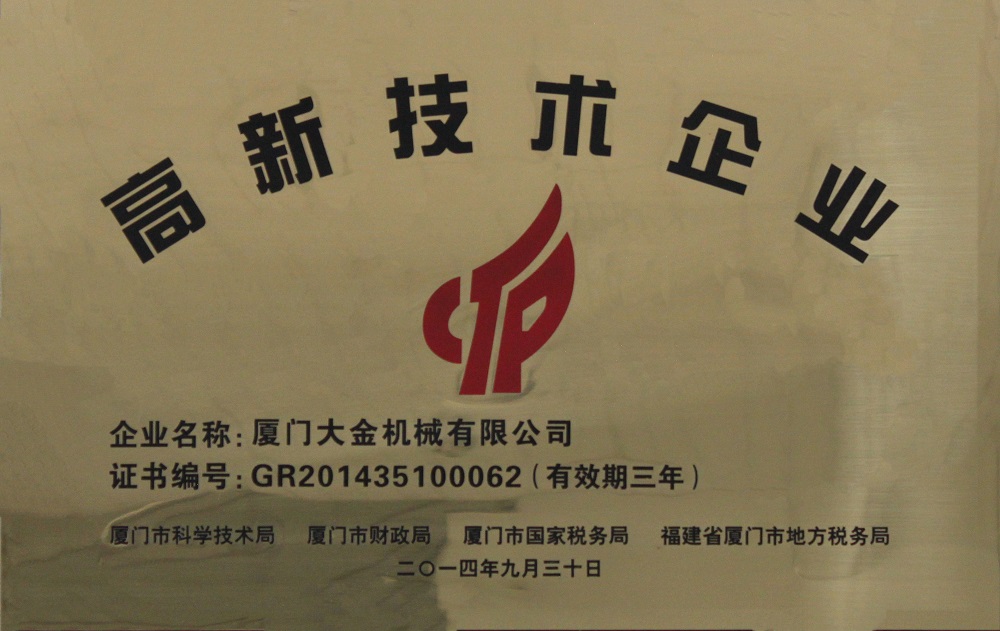 高新技术企业
企业名称：厦门大金机械有限公司
证书编号：GR201435100062（有效期三年）
厦门市科学技术局 厦门市财政局 厦门市国家税务局 福建省厦门市地方税务局
二〇一四年九月三十日